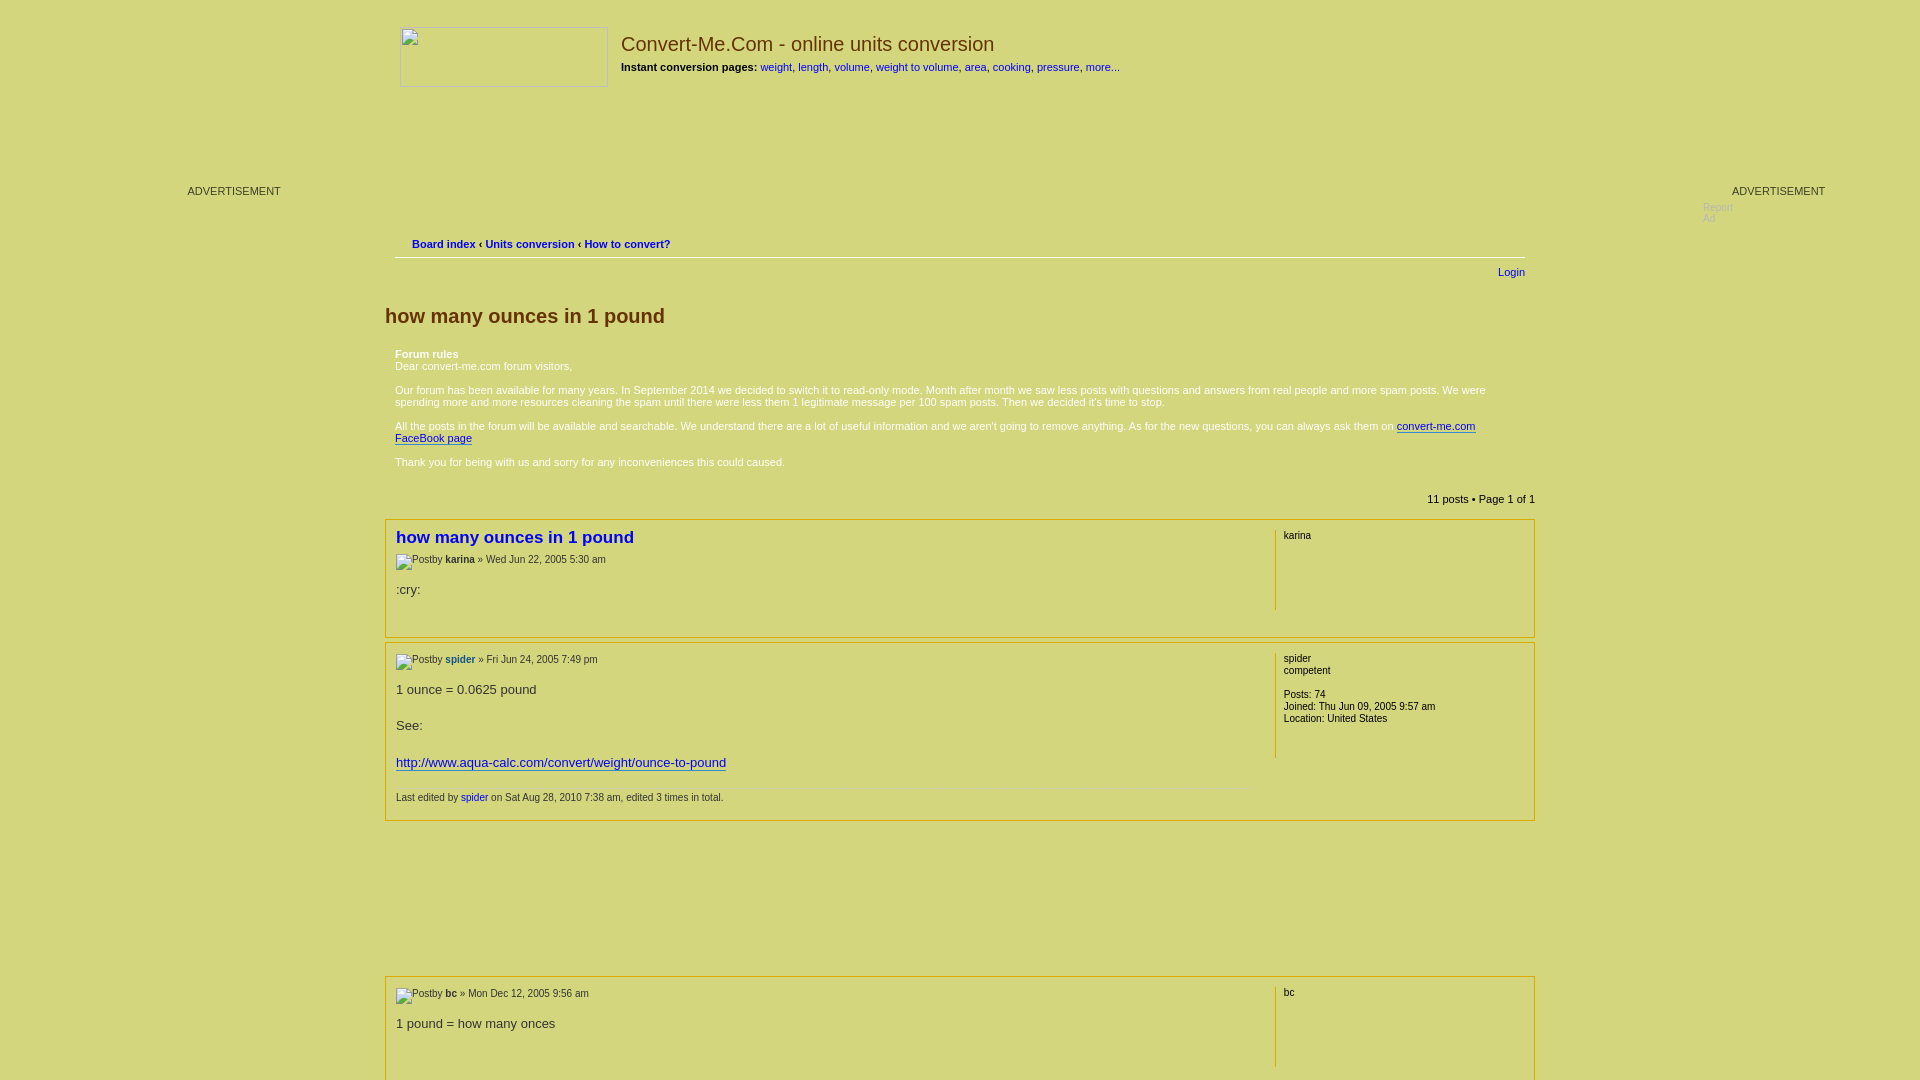 Convert-Me.Com - online units conversion
Instant conversion pages: weight, length, volume, weight to volume, area, cooking, pressure, more...
ADVERTISEMENT
ADVERTISEMENT
Report
Ad
Board index ‹ Units conversion ‹ How to convert?
Login
how many ounces in 1 pound
Forum rules
Dear convert-me.com forum visitors,
Our forum has been available for many years. In September 2014 we decided to switch it to read-only mode. Month after month we saw less posts with questions and answers from real people and more spam posts. We were
spending more and more resources cleaning the spam until there were less them 1 legitimate message per 100 spam posts. Then we decided it's time to stop.
All the posts in the forum will be available and searchable. We understand there are a lot of useful information and we aren't going to remove anything. As for the new questions, you can always ask them on convert-me.com
FaceBook page
Thank you for being with us and sorry for any inconveniences this could caused.
11 posts • Page 1 of 1
how many ounces in 1 pound
Postby karina » Wed Jun 22, 2005 5:30 am
:cry:
karina
Postby spider » Fri Jun 24, 2005 7:49 pm
1 ounce = 0.0625 pound
See:
http://www.aqua-calc.com/convert/weight/ounce-to-pound
Last edited by spider on Sat Aug 28, 2010 7:38 am, edited 3 times in total.
spider
competent
Posts: 74
Joined: Thu Jun 09, 2005 9:57 am
Location: United States
Postby bc » Mon Dec 12, 2005 9:56 am
1 pound = how many onces
bc